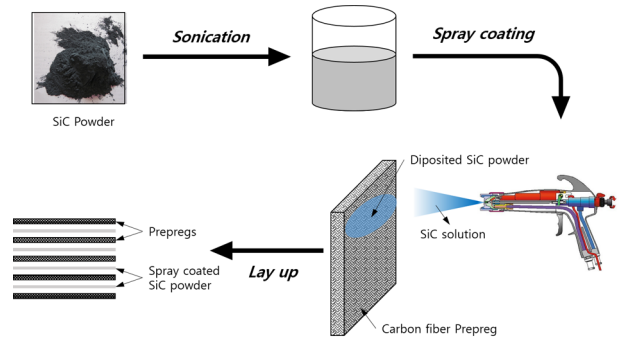 Sonication
Spray coating
SiC Powder
Diposited SiC powder
SiC solution
Prepregs
Spray coated
SiC powder
Lay up
Carbon fiber Prepreg